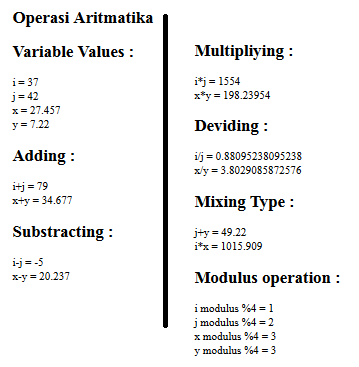 Operasi Aritmatika
Variable Values :
i = 37
j = 42
x = 27.457
y = 7.22
Adding :
i+j = 79
x+y = 34.677
Substracting :
i-j = -5
x-y = 20.237
Multipliying :
i*j = 1554
x*y = 198.23954
Deviding :
i/j = 0.88095238095238
x/y = 3.8029085872576
Mixing Type :
j+y = 49.22
i*x = 1015.909
Modulus operation :
i modulus %4 = 1
j modulus %4 = 2
x modulus %4 = 3
y modulus %4 = 3